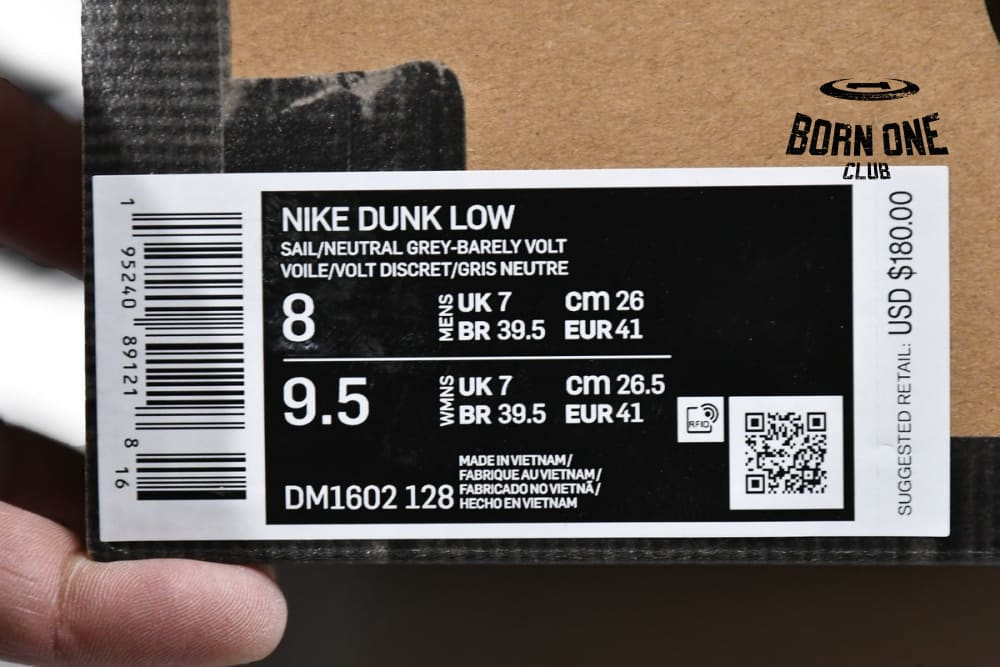 BORN ONE
CLUB
NIKE DUNK LOW
SAIL/NEUTRAL GREY-BARELY VOLT
VOILE/VOLT DISCRET/GRIS NEUTRE
8
MENS
UK 7 cm 26
BR 39.5 EUR 41
9.5
WMNS
UK 7 cm 26.5
BR 39.5 EUR 41
RFID
DM1602 128
MADE IN VIETNAM/
FABRIQUE AU VIETNAM/
FABRICADO NO VIETNÃ/
HECHO EN VIETNAM
1 95240 89121 8 16
SUGGESTED RETAIL: USD $180.00